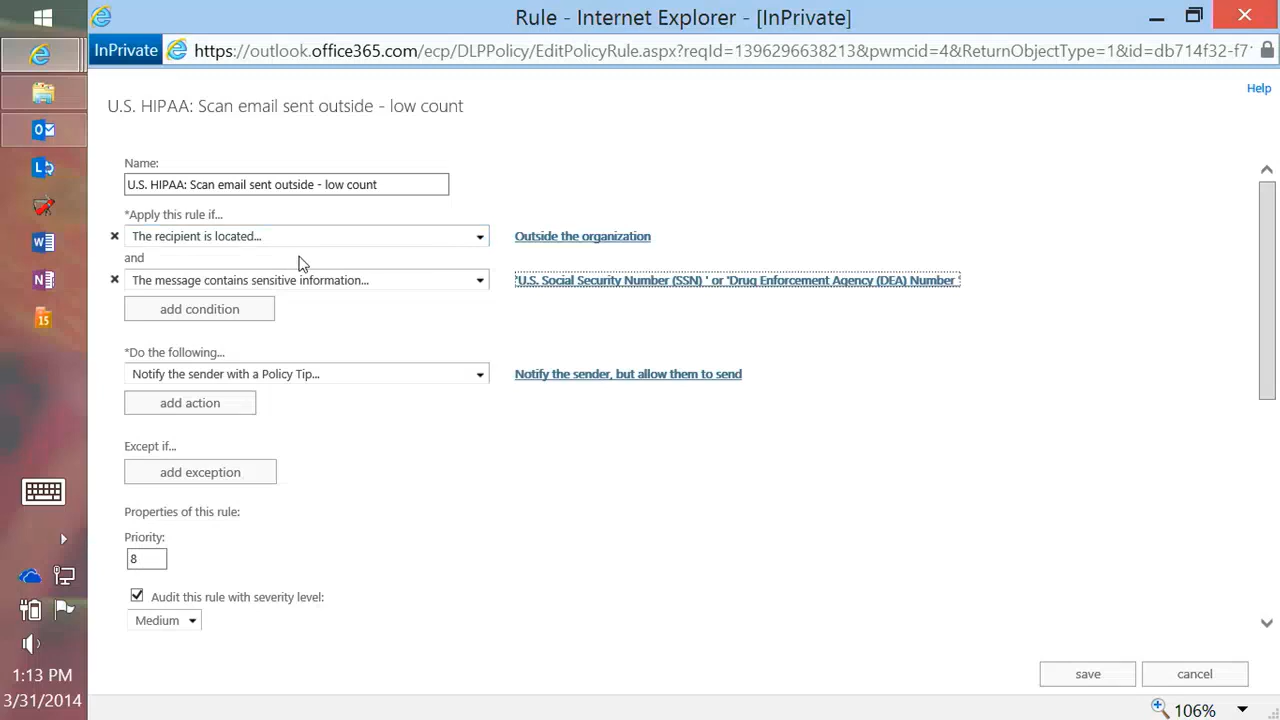 Rule - Internet Explorer - [InPrivate]
InPrivate
https://outlook.office365.com/ecp/DLPPolicy/EditPolicyRule.aspx?reqId=1396296638213&pwmcid=4&ReturnObjectType=1&id=db714f32-f7
Help
U.S. HIPAA: Scan email sent outside - low count
Name:
U.S. HIPAA: Scan email sent outside - low count
*Apply this rule if...
The recipient is located...
Outside the organization
and
The message contains sensitive information...
'U.S. Social Security Number (SSN) ' or 'Drug Enforcement Agency (DEA) Number '
add condition
*Do the following...
Notify the sender with a Policy Tip...
Notify the sender, but allow them to send
add action
Except if...
add exception
Properties of this rule:
Priority:
8
Audit this rule with severity level:
Medium
save
cancel
15
1:13 PM
3/31/2014
106%